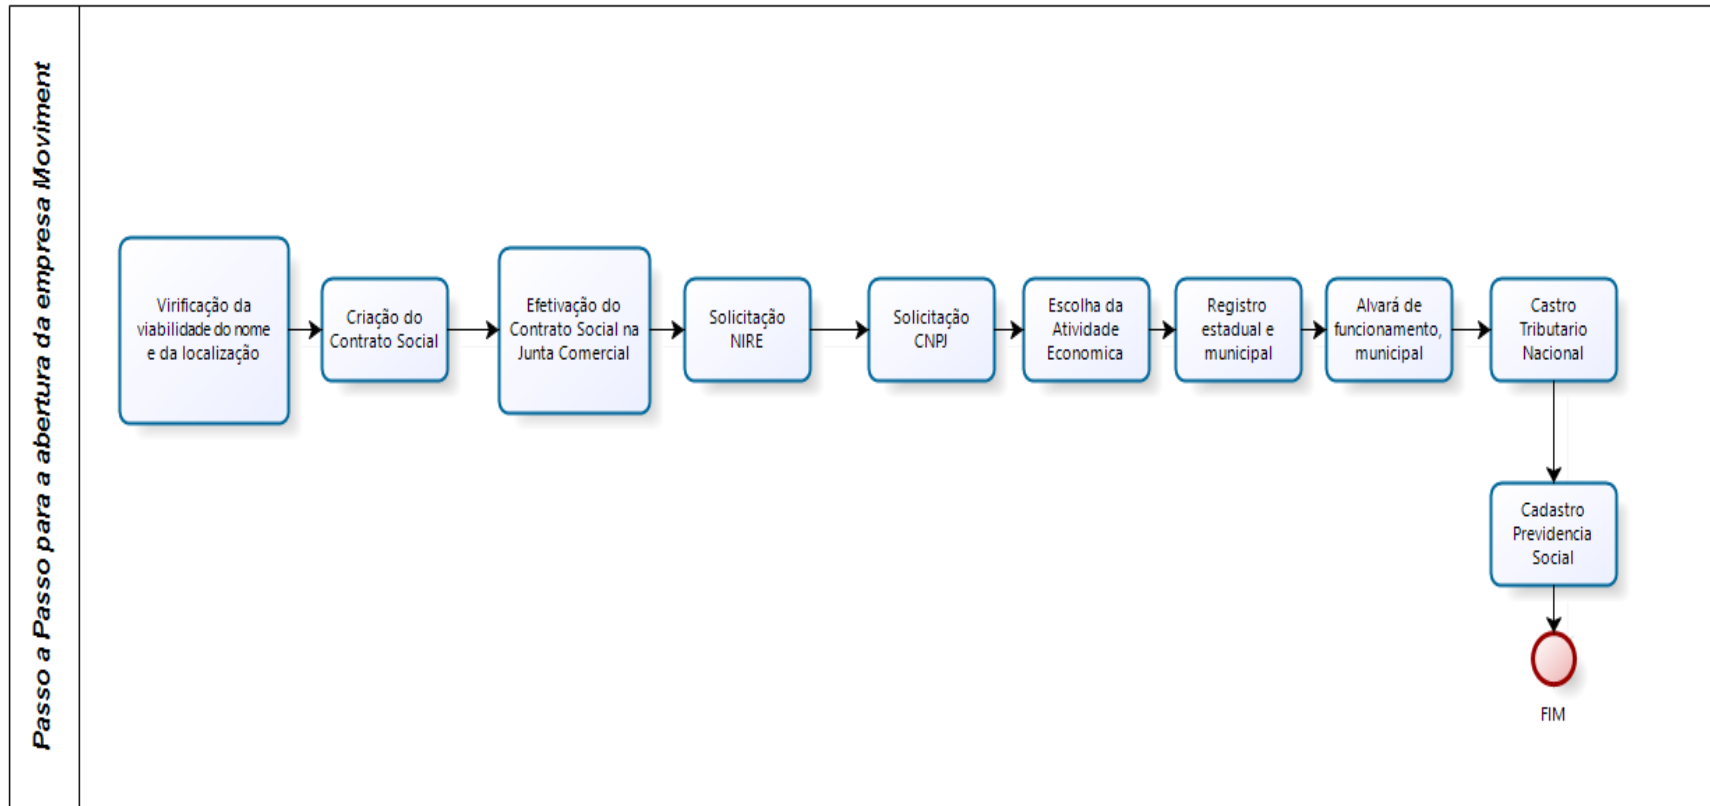 Passo a Passo para a abertura da empresa Moviment
Virificação da
viabilidade do nome
e da localização
Criação do
Contrato Social
Efetivação do
Contrato Social na
Junta Comercial
Solicitação
NIRE
Solicitação
CNPJ
Escolha da
Atividade
Economica
Registro
estadual e
municipal
Alvará de
funcionamento,
municipal
Castro
Tributario
Nacional
Cadastro
Previdencia
Social
FIM